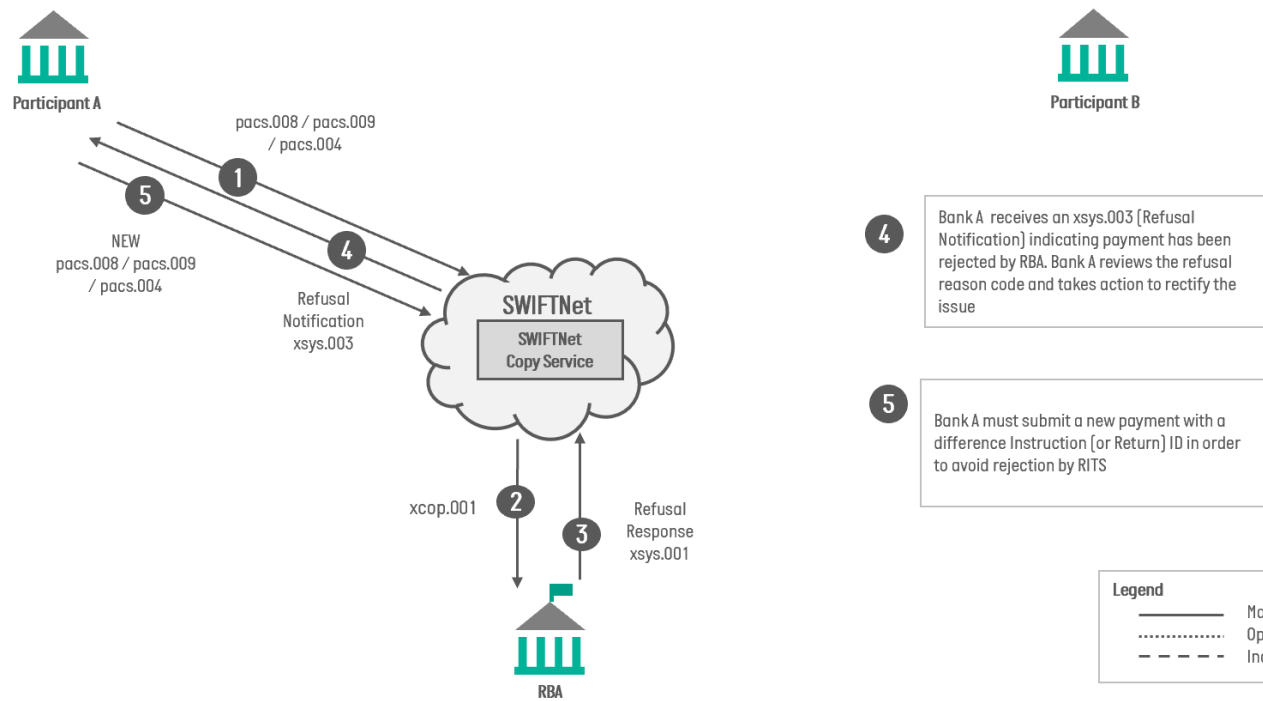 Participant A
Participant B
pacs.008 / pacs.009
/ pacs.004
1
5
4
NEW
pacs.008 / pacs.009
/ pacs.004
Refusal
Notification
xsys.003
SWIFTNet
SWIFTNet
Copy Service
xcop.001
2
3
Refusal
Response
xsys.001
RBA
4
Bank A receives an xsys.003 (Refusal
Notification) indicating payment has been
rejected by RBA. Bank A reviews the refusal
reason code and takes action to rectify the
issue
5
Bank A must submit a new payment with a
difference Instruction (or Return) ID in order
to avoid rejection by RITS
Legend